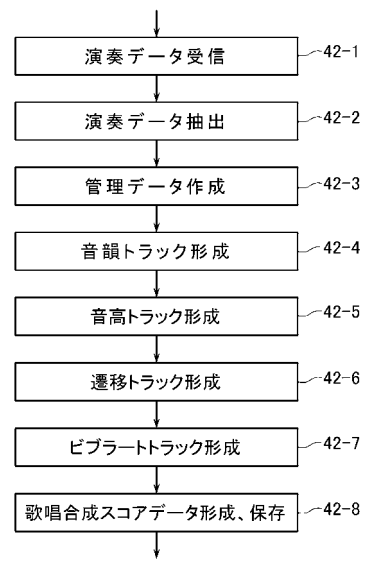 演奏データ受信 42-1
演奏データ抽出 42-2
管理データ作成 42-3
音韻トラック形成 42-4
音高トラック形成 42-5
遷移トラック形成 42-6
ビブラートトラック形成 42-7
歌唱合成スコアデータ形成、保存 42-8